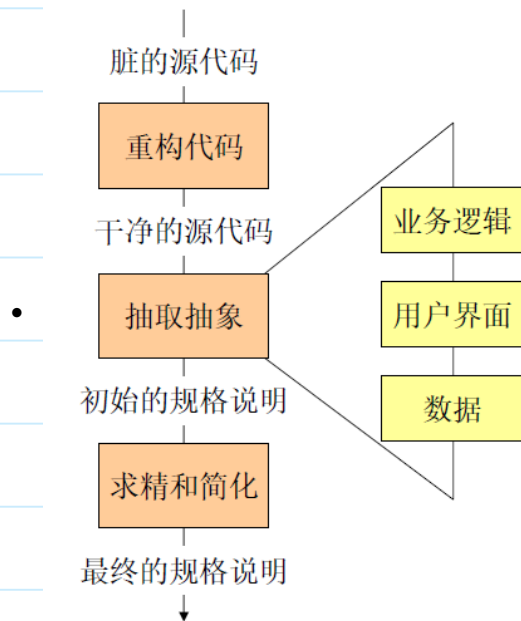 脏的源代码
重构代码
干净的源代码
抽取抽象
初始的规格说明
求精和简化
最终的规格说明
业务逻辑
用户界面
数据